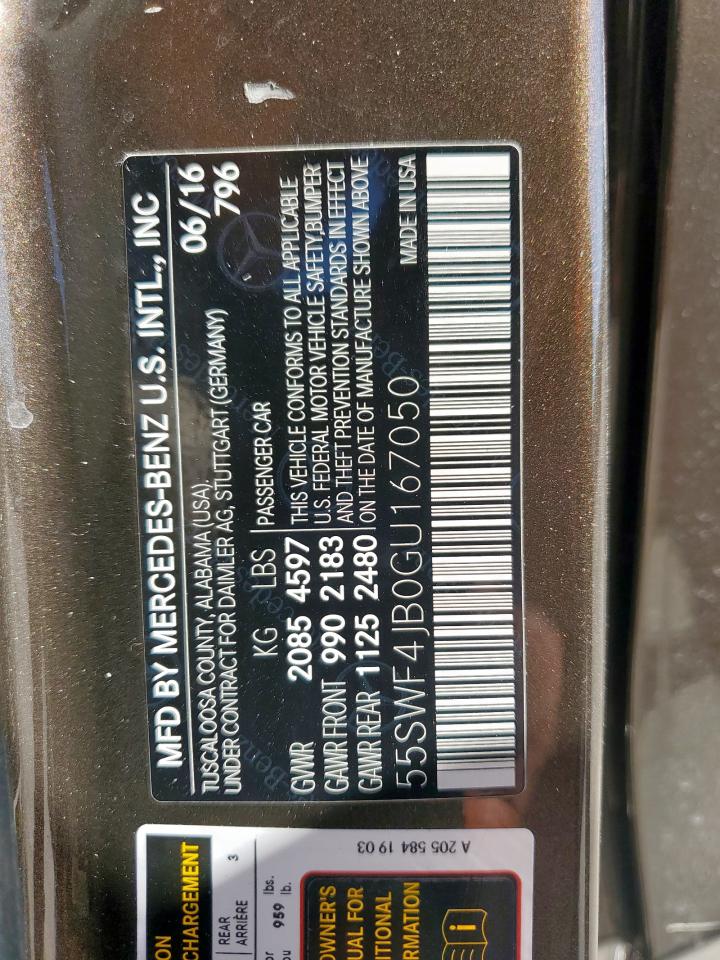 MFD BY MERCEDES-BENZ U.S. INTL., INC
TUSCALOOSA COUNTY, ALABAMA (USA), 06/16
UNDER CONTRACT FOR DAIMLER AG, STUTTGART (GERMANY) 796
KG LBS PASSENGER CAR
GVWR 2085 4597 THIS VEHICLE CONFORMS TO ALL APPLICABLE
GAWR FRONT 990 2183 U.S. FEDERAL MOTOR VEHICLE SAFETY, BUMPER
AND THEFT PREVENTION STANDARDS IN EFFECT
GAWR REAR 1125 2480 ON THE DATE OF MANUFACTURE SHOWN ABOVE
55SWF4JB0GU167050 MADE IN USA
ION
CHARGEMENT
REAR
ARRIÈRE 3
or 959 lbs.
ou lb.
OWNER'S
UAL FOR
ITIONAL
RMATION
A 205 584 19 03